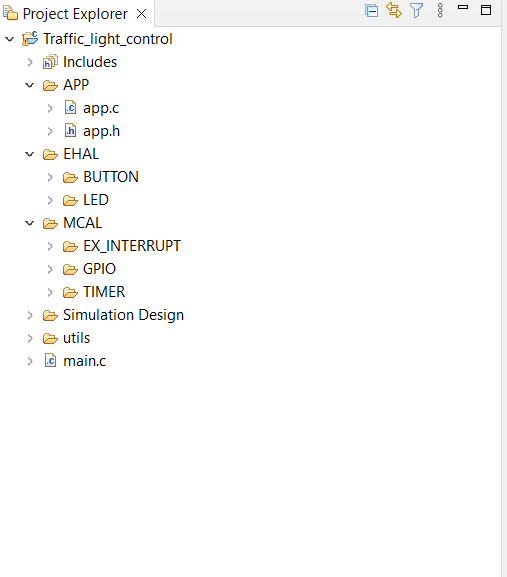 Project Explorer
Traffic_light_control
Includes
APP
app.c
app.h
EHAL
BUTTON
LED
MCAL
EX_INTERRUPT
GPIO
TIMER
Simulation Design
utils
main.c